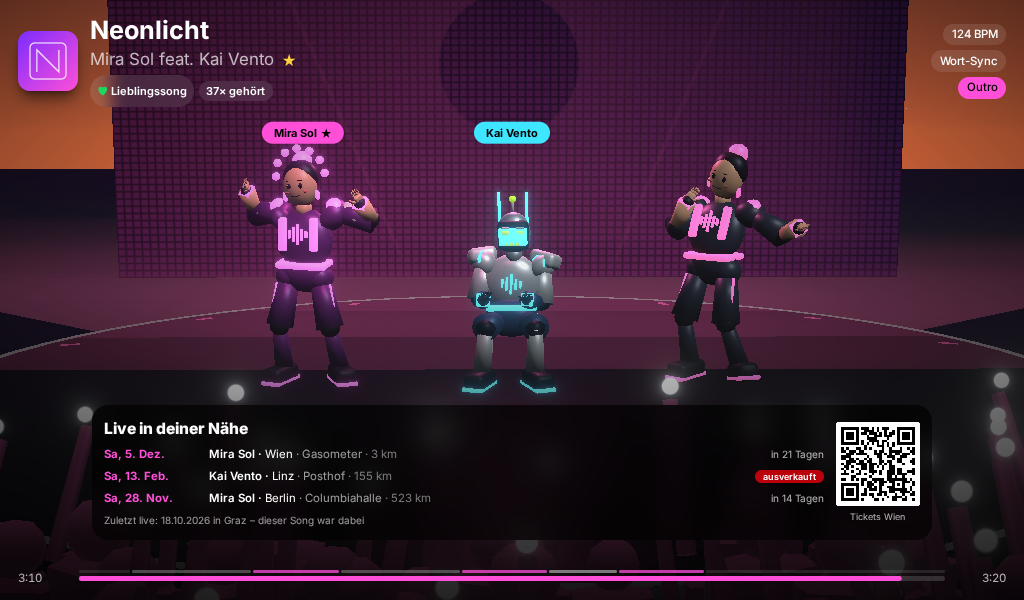 Neonlicht
Mira Sol feat. Kai Vento ★
Lieblingssong
37× gehört
124 BPM
Wort-Sync
Outro
Mira Sol ★
Kai Vento
Live in deiner Nähe
Sa, 5. Dez. Mira Sol · Wien · Gasometer · 3 km in 21 Tagen
Sa, 13. Feb. Kai Vento · Linz · Posthof · 155 km ausverkauft
Sa, 28. Nov. Mira Sol · Berlin · Columbiahalle · 523 km in 14 Tagen
Zuletzt live: 18.10.2026 in Graz – dieser Song war dabei
Tickets Wien
3:10
3:20